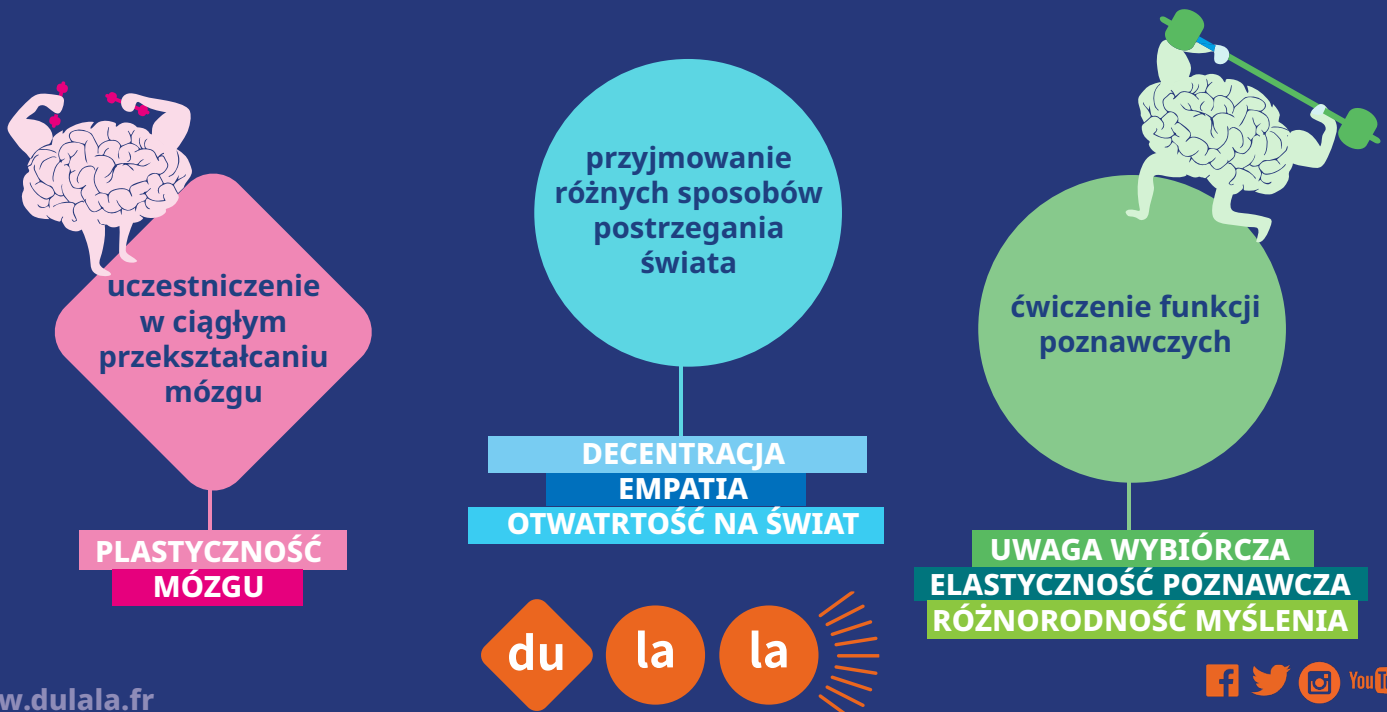 uczestniczenie
w ciągłym
przekształcaniu
mózgu
PLASTYCZNOŚĆ
MÓZGU
przyjmowanie
różnych sposobów
postrzegania
świata
DECENTRACJA
EMPATIA
OTWATRTOŚĆ NA ŚWIAT
ćwiczenie funkcji
poznawczych
UWAGA WYBIÓRCZA
ELASTYCZNOŚĆ POZNAWCZA
RÓŻNORODNOŚĆ MYŚLENIA
du la la
w.dulala.fr
You